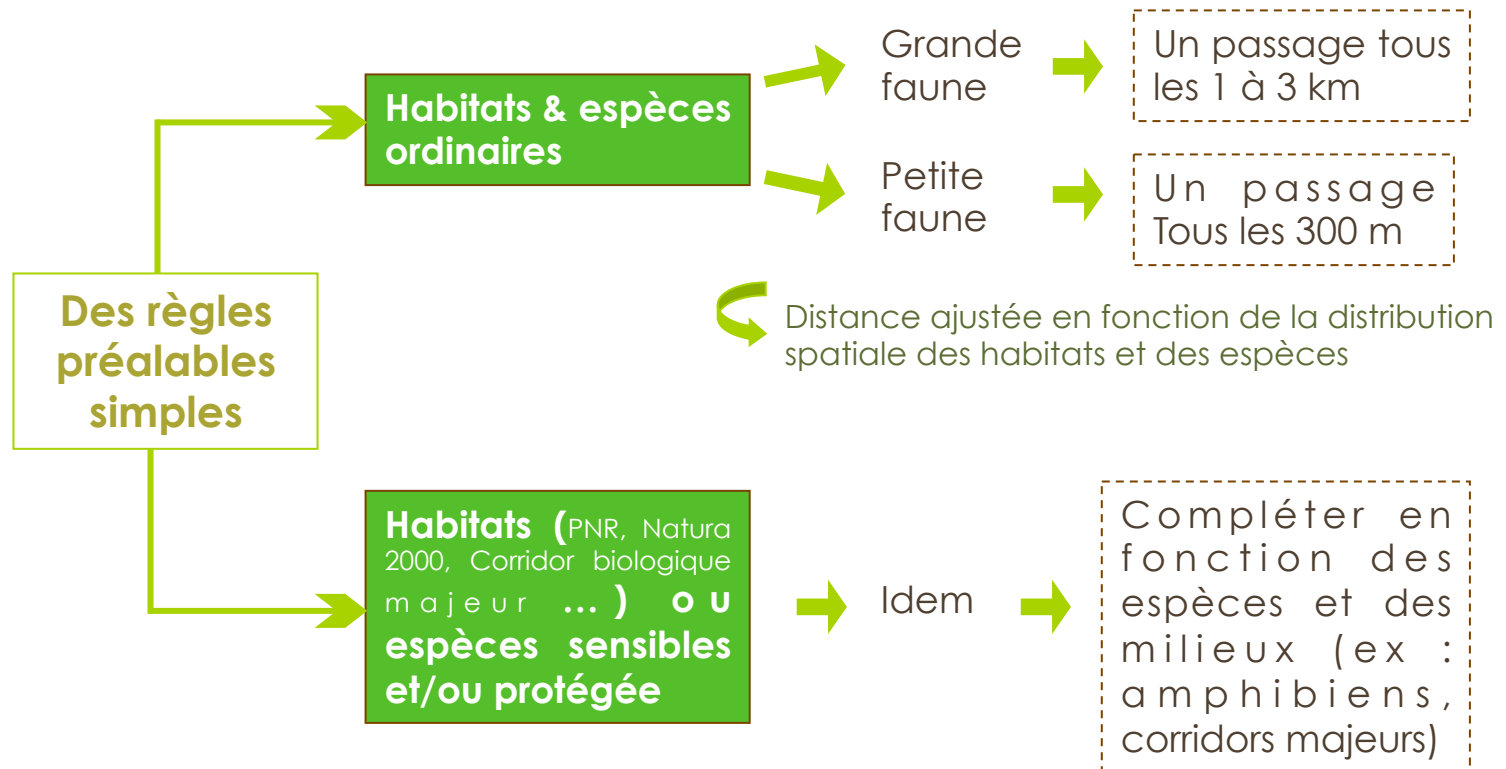 Des règles
préalables
simples
Habitats & espèces
ordinaires
Grande
faune
Un passage tous
les 1 à 3 km
Petite
faune
Un passage
Tous les 300 m
Distance ajustée en fonction de la distribution
spatiale des habitats et des espèces
Habitats (PNR, Natura
2000, Corridor biologique
majeur ... ) ou
espèces sensibles
et/ou protégée
Idem
Compléter en
fonction des
espèces et des
milieux (ex :
amphibiens,
corridors majeurs)